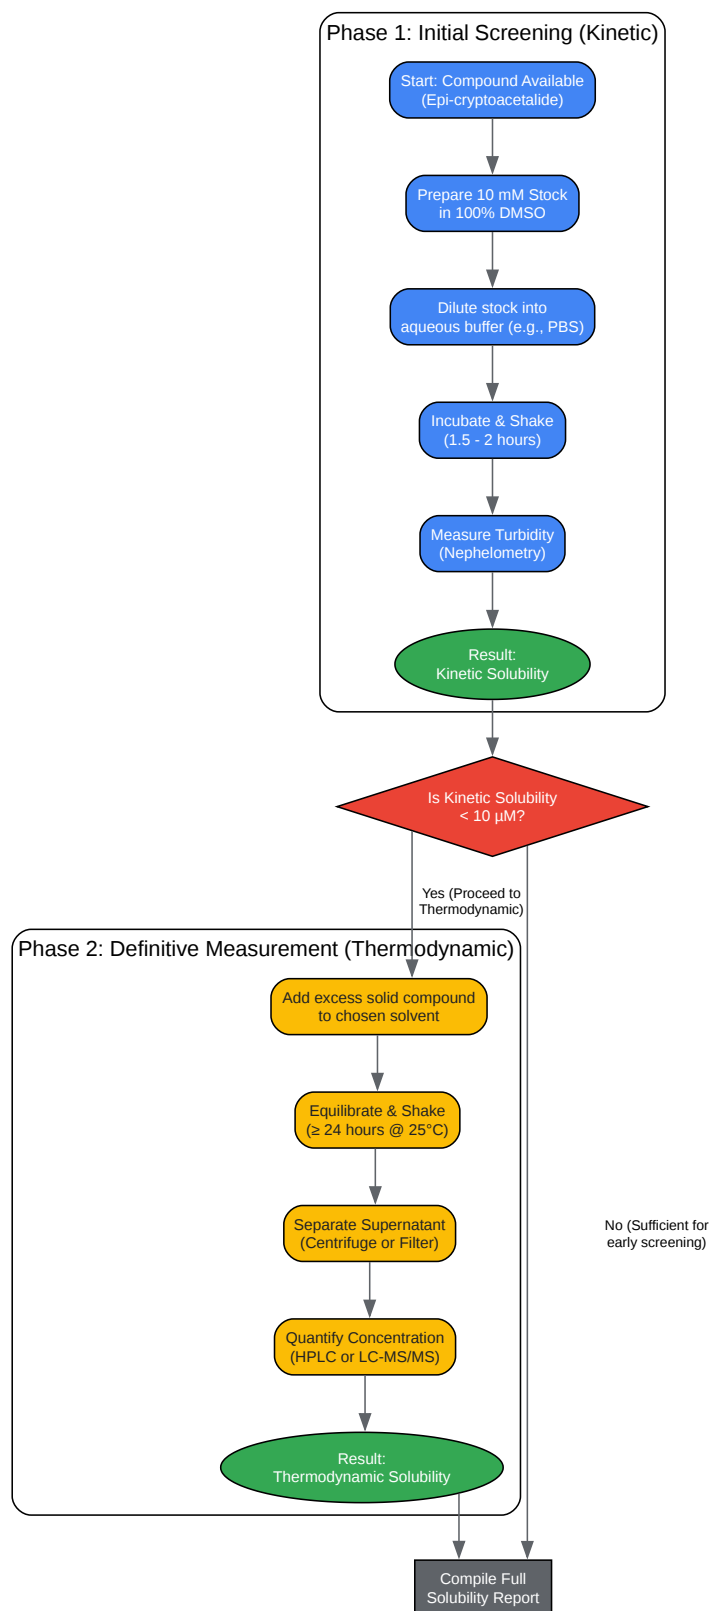 Phase 1: Initial Screening (Kinetic)
Start: Compound Available
(Epi-cryptoacetalide)
Prepare 10 mM Stock
in 100% DMSO
Dilute stock into
aqueous buffer (e.g., PBS)
Incubate & Shake
(1.5 - 2 hours)
Measure Turbidity
(Nephelometry)
Result:
Kinetic Solubility
Is Kinetic Solubility
< 10 µM?
Yes (Proceed to
Thermodynamic)
Phase 2: Definitive Measurement (Thermodynamic)
Add excess solid compound
to chosen solvent
Equilibrate & Shake
(≥ 24 hours @ 25°C)
Separate Supernatant
(Centrifuge or Filter)
No (Sufficient for
early screening)
Quantify Concentration
(HPLC or LC-MS/MS)
Result:
Thermodynamic Solubility
Compile Full
Solubility Report